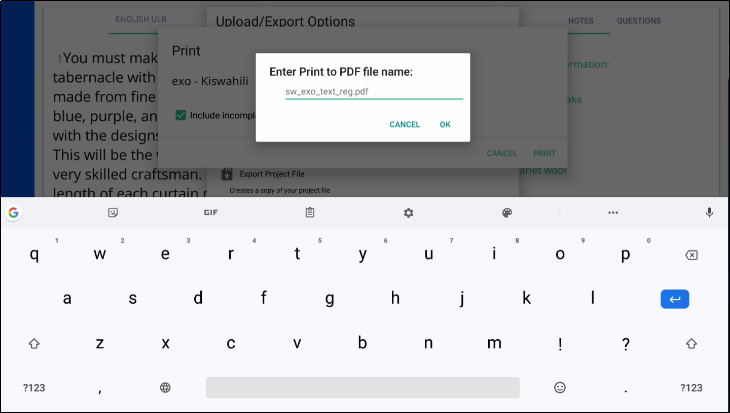 ENGLISH ULB
Upload/Export Options
NOTES
QUESTIONS
1You must mak
tabernacle with
made from fine
blue, purple, an
with the designs
This will be the
very skilled craftsman.
length of each curtain
Print
exo - Kiswahili
Include incomp
CANCEL
PRINT
Enter Print to PDF file name:
sw_exo_text_reg.pdf
CANCEL
OK
ormation:
ke
arlet wool
Export Project File
Creates a copy of your project file
G
GIF
q 1 w 2 e 3 r 4 t 5 y 6 u 7 i 8 o 9 p 0
a s d f g h j k l
z x c v b n m ! ?
?123 , . ?123